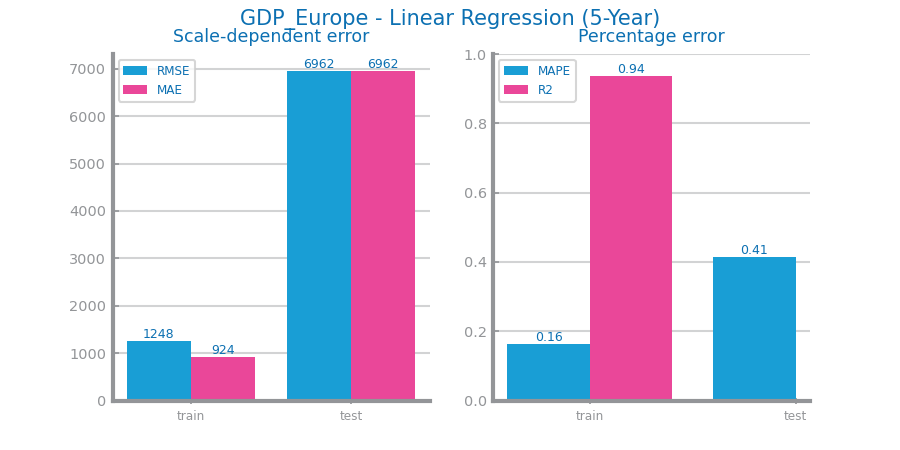 GDP_Europe - Linear Regression (5-Year)
Scale-dependent error
7000
6000
5000
4000
3000
2000
1000
0
RMSE
MAE
1248
924
6962
6962
train
test
Percentage error
1.0
0.8
0.6
0.4
0.2
0.0
MAPE
R2
0.16
0.94
0.41
train
test